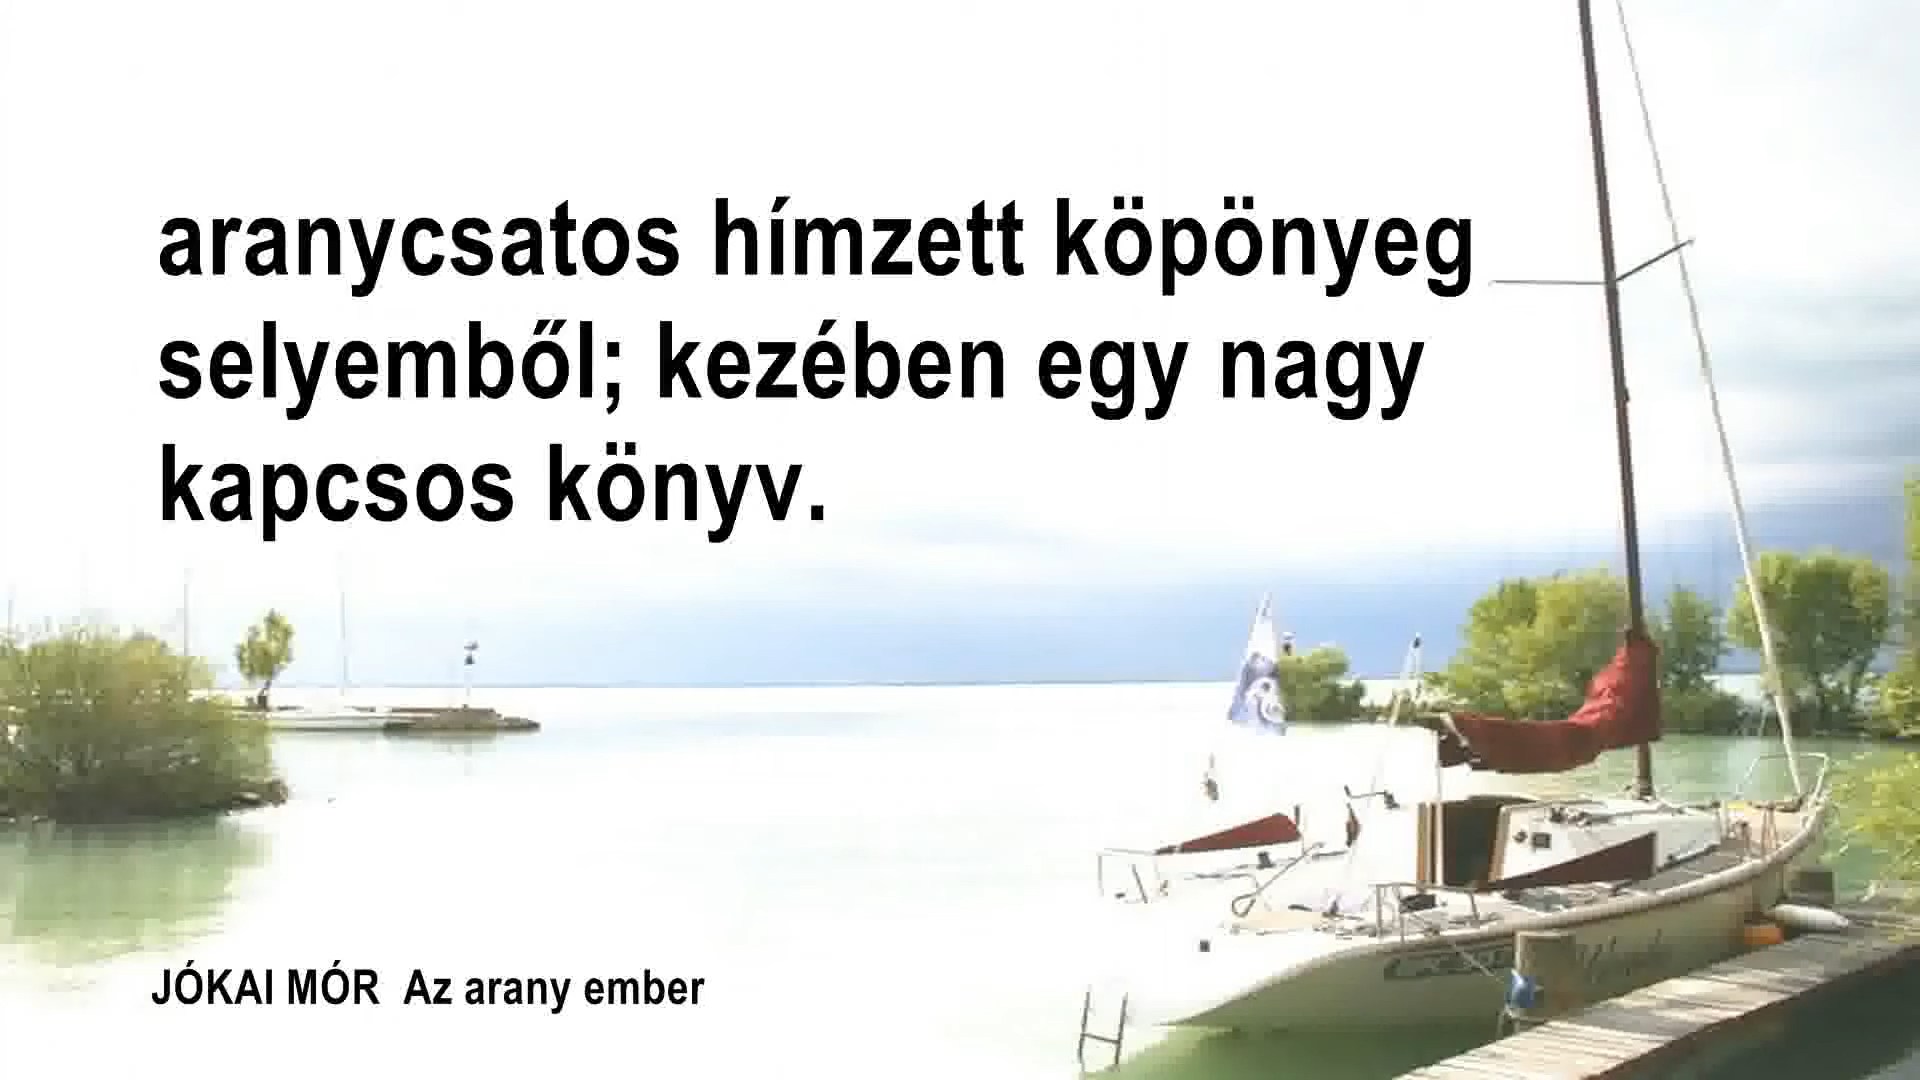 aranycsatos hímzett köpönyeg
selyemből; kezében egy nagy
kapcsos könyv.
JÓKAI MÓR  Az arany ember